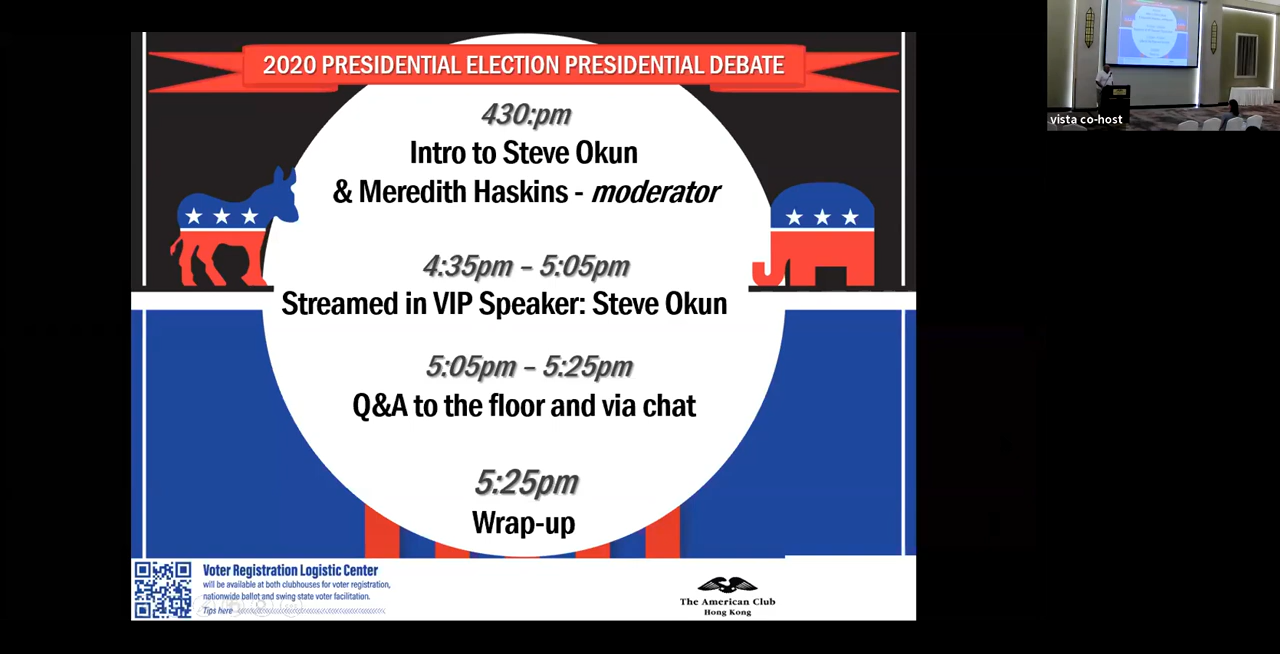 2020 PRESIDENTIAL ELECTION PRESIDENTIAL DEBATE
430:pm
Intro to Steve Okun
& Meredith Haskins - moderator
4:35pm – 5:05pm
Streamed in VIP Speaker: Steve Okun
5:05pm – 5:25pm
Q&A to the floor and via chat
5:25pm
Wrap-up
Voter Registration Logistic Center
will be available at both clubhouses for voter registration,
nationwide ballot and swing state voter facilitation.
Tips here
The American Club
Hong Kong
vista co-host